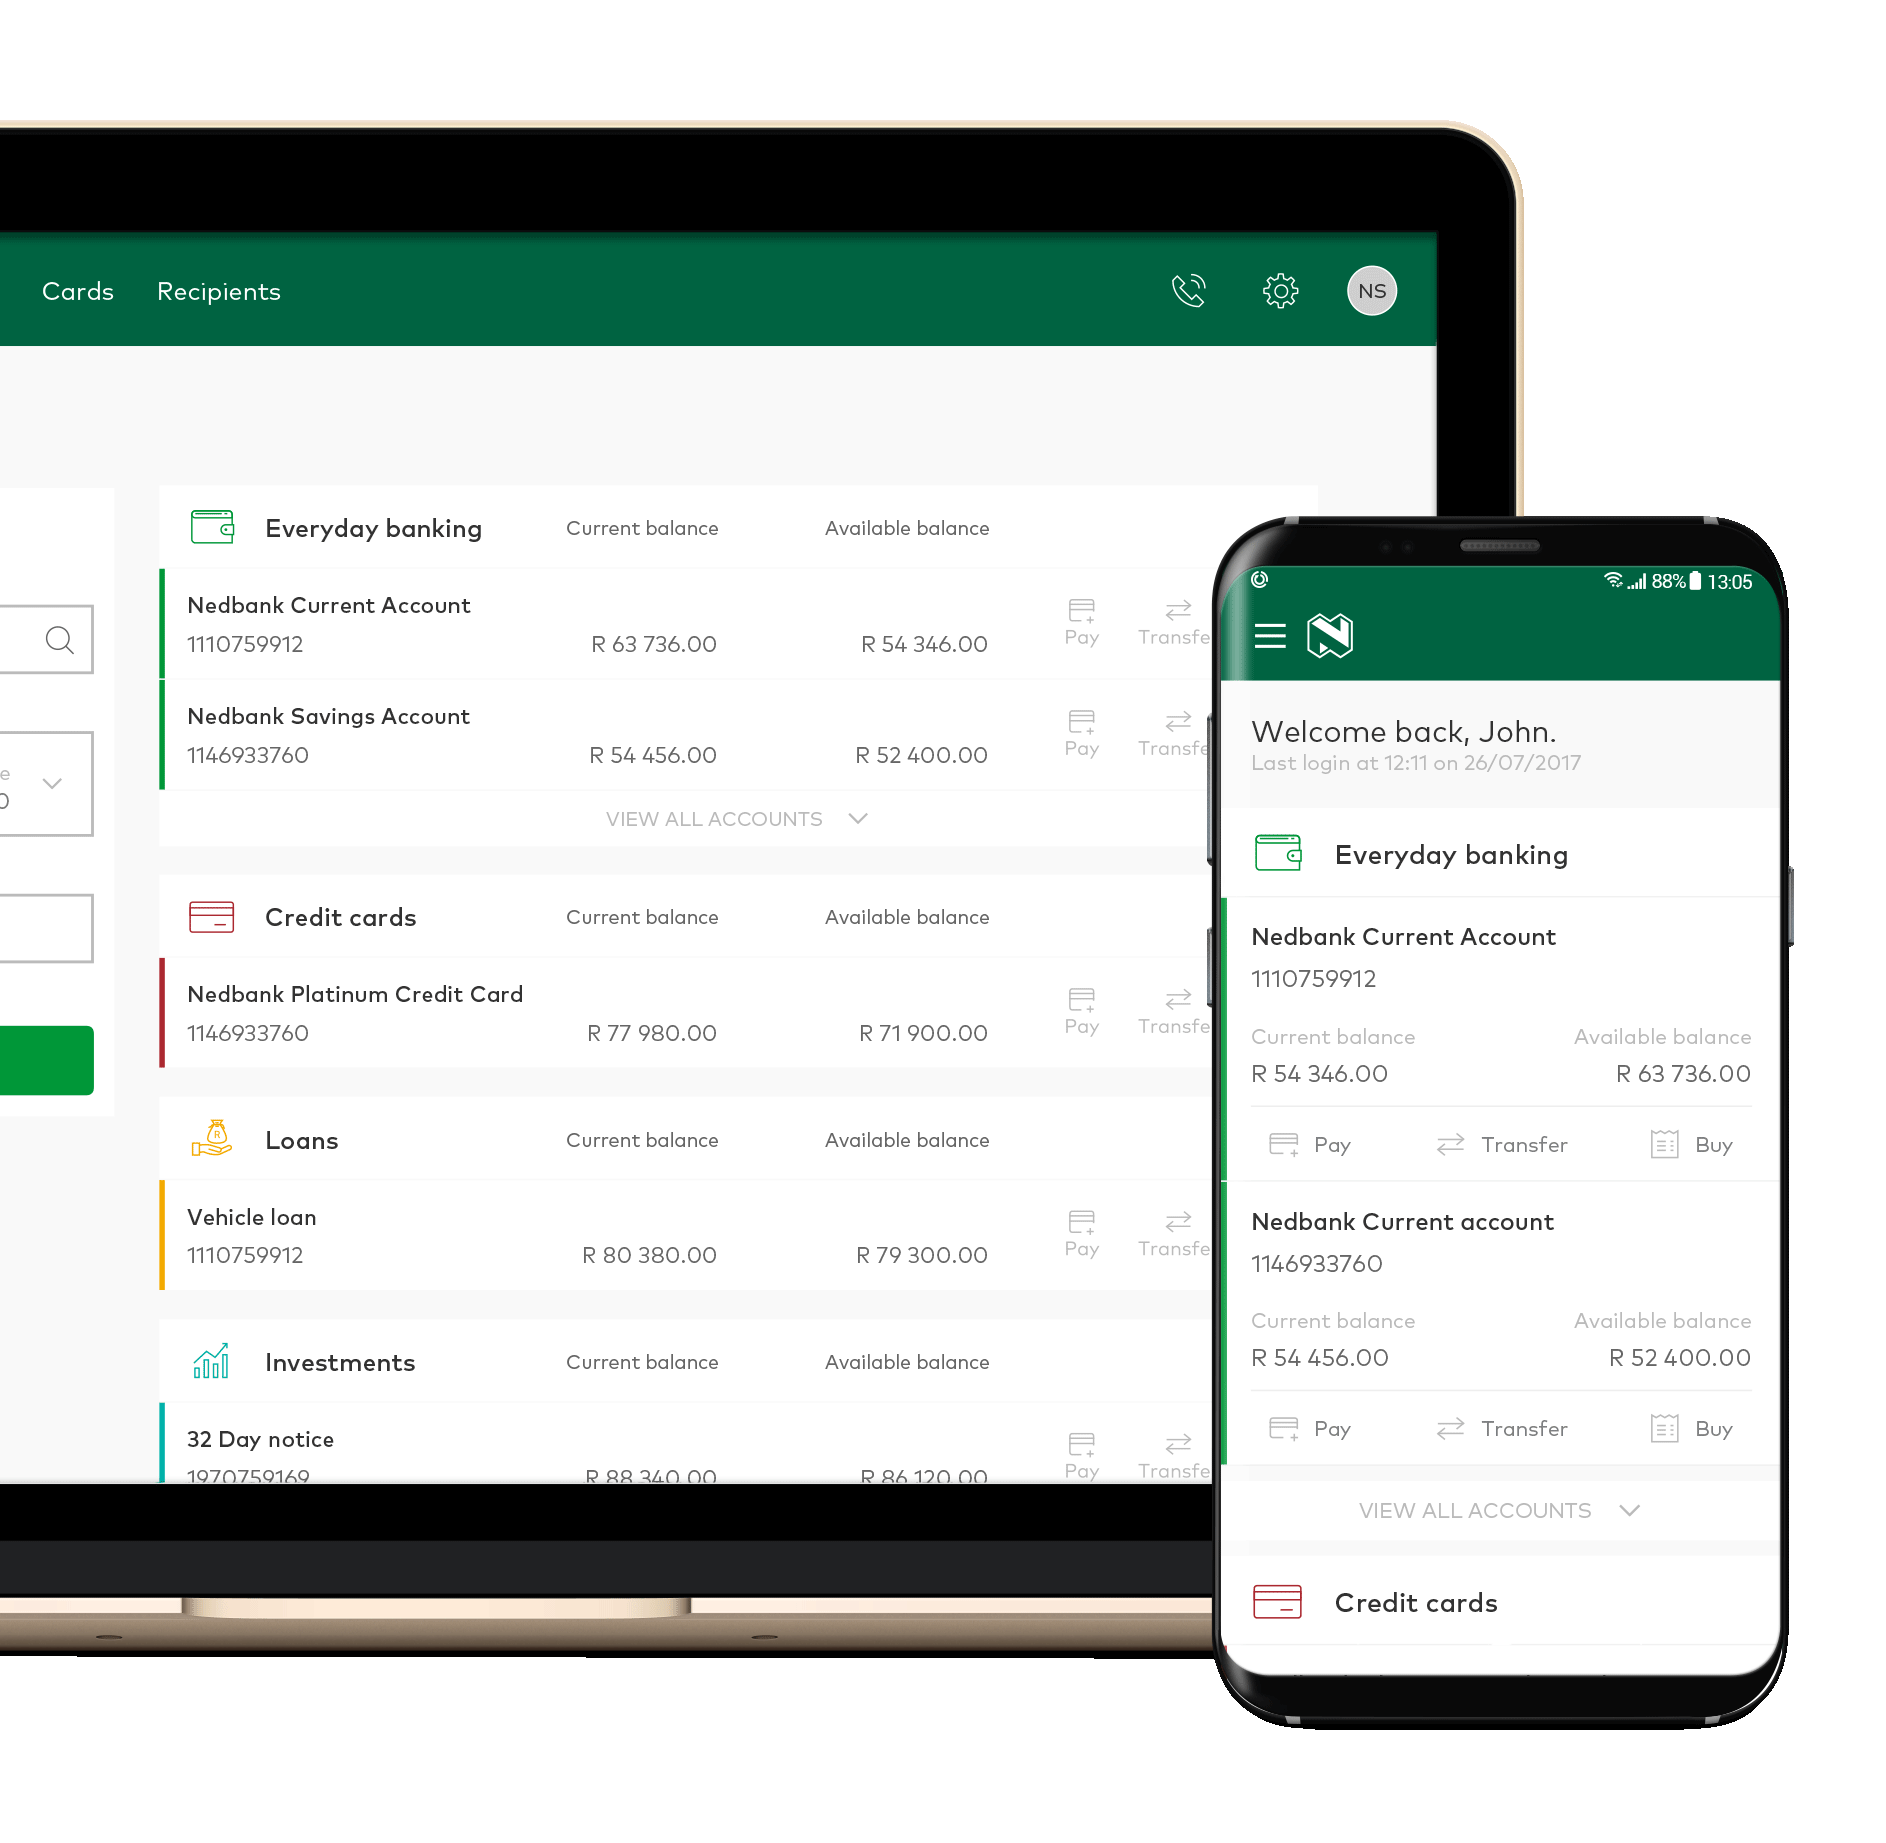 Cards Recipients NS
e
0
Everyday banking Current balance Available balance
Nedbank Current Account
1110759912 R 63 736.00 R 54 346.00
Pay Transfe
Nedbank Savings Account
1146933760 R 54 456.00 R 52 400.00
Pay Transfe
VIEW ALL ACCOUNTS
Credit cards Current balance Available balance
Nedbank Platinum Credit Card
1146933760 R 77 980.00 R 71 900.00
Pay Transfe
Loans Current balance Available balance
R
Vehicle loan
1110759912 R 80 380.00 R 79 300.00
Pay Transfe
Investments Current balance Available balance
32 Day notice
1970759169 R 88 340.00 R 86 120.00
Pay Transfe
88% 13:05
Welcome back, John.
Last login at 12:11 on 26/07/2017
Everyday banking
Nedbank Current Account
1110759912
Current balance Available balance
R 54 346.00 R 63 736.00
Pay Transfer Buy
Nedbank Current account
1146933760
Current balance Available balance
R 54 456.00 R 52 400.00
Pay Transfer Buy
VIEW ALL ACCOUNTS
Credit cards